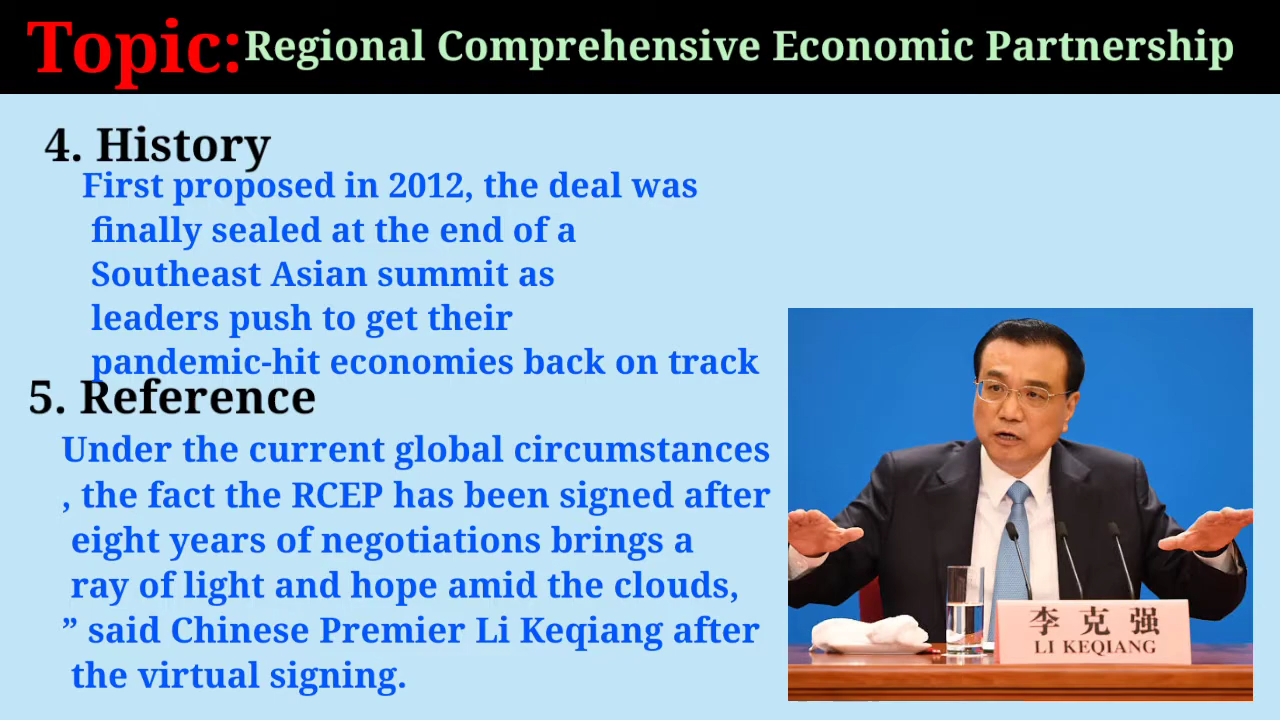 Topic: Regional Comprehensive Economic Partnership
4. History
First proposed in 2012, the deal was
finally sealed at the end of a
Southeast Asian summit as
leaders push to get their
pandemic-hit economies back on track
5. Reference
Under the current global circumstances
, the fact the RCEP has been signed after
eight years of negotiations brings a
ray of light and hope amid the clouds,
” said Chinese Premier Li Keqiang after
the virtual signing.
李克强
LI KEQIANG